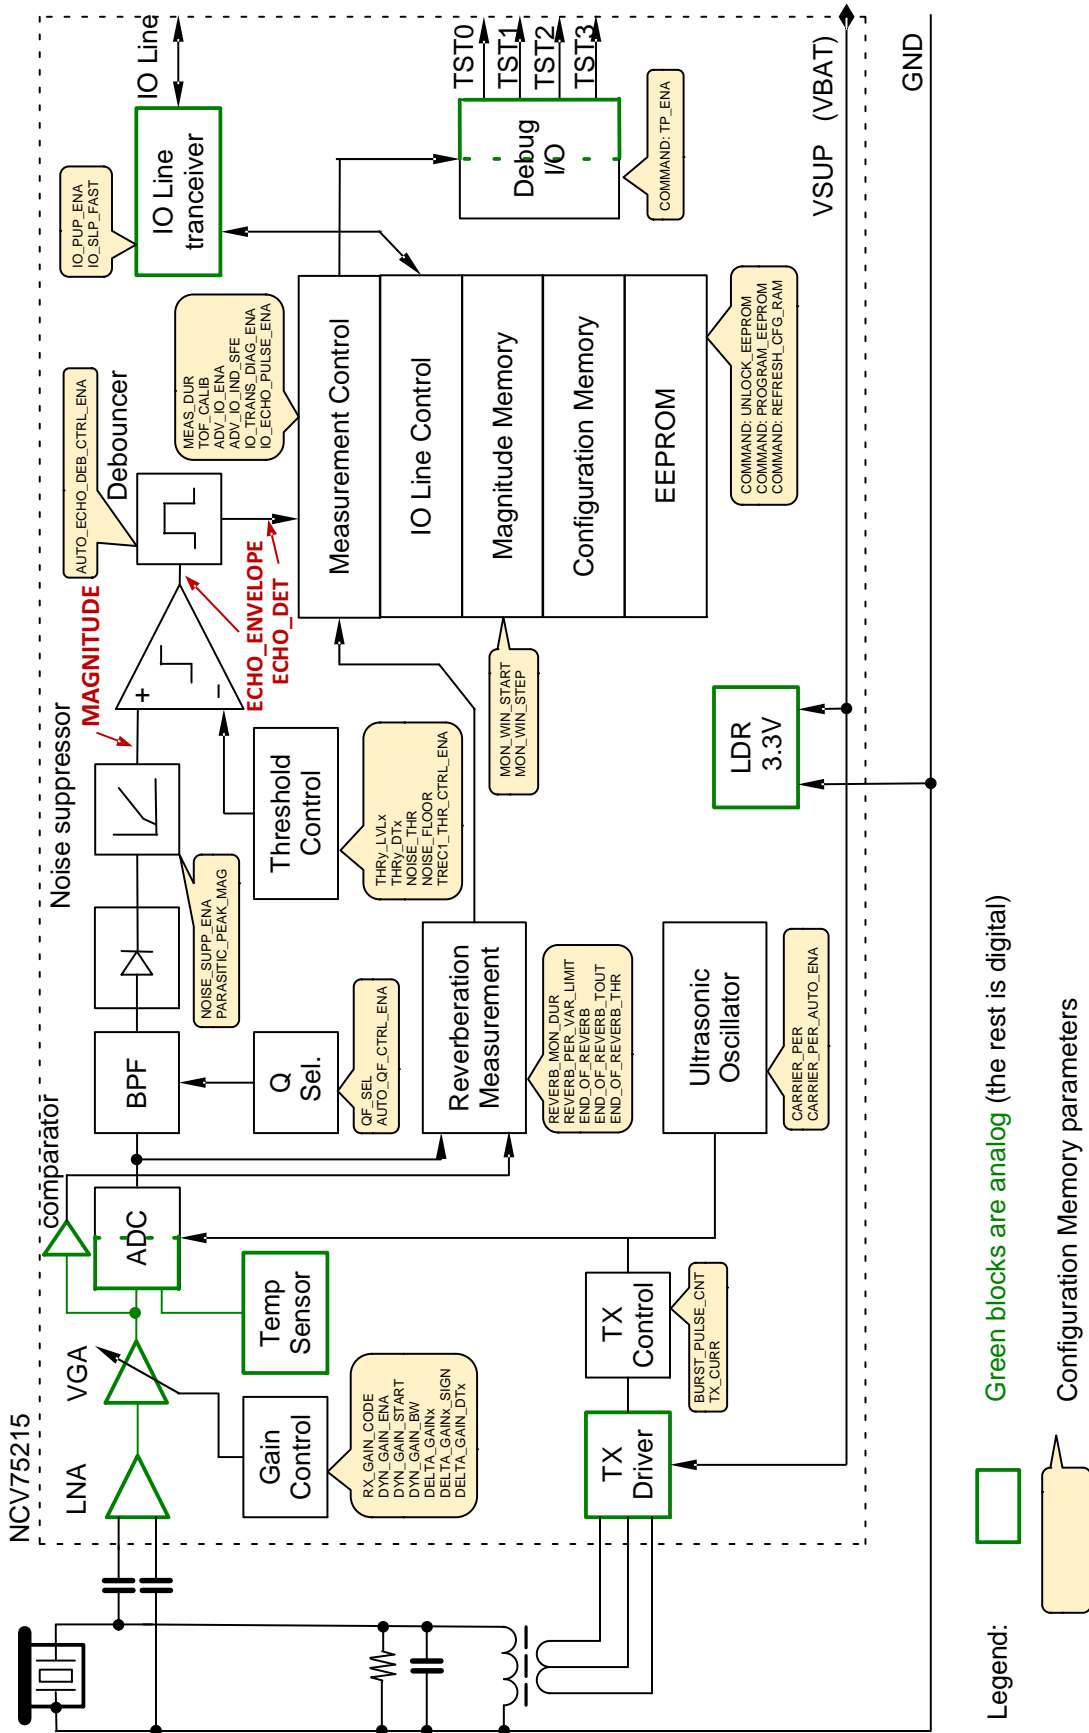 NCV75215
LNA
VGA
comparator
ADC
BPF
Noise suppressor
MAGNITUDE
+
−
Debouncer
AUTO_ECHO_DEB_CTRL_ENA
IO_PUP_ENA
IO_SLP_FAST
IO Line
tranceiver
IO Line
Gain
Control
RX_GAIN_CODE
DYN_GAIN_ENA
DYN_GAIN_START
DYN_GAIN_BW
DELTA_GAINx
DELTA_GAINx_SIGN
DELTA_GAIN_DTx
Temp
Sensor
Q
Sel.
QF_SEL
AUTO_QF_CTRL_ENA
NOISE_SUPP_ENA
PARASITIC_PEAK_MAG
Threshold
Control
THRy_LVLx
THRy_DTx
NOISE_THR
NOISE_FLOOR
TREC1_THR_CTRL_ENA
ECHO_ENVELOPE
ECHO_DET
MEAS_DUR
TOF_CALIB
ADV_IO_ENA
ADV_IO_IND_SFE
IO_TRANS_DIAG_ENA
IO_ECHO_PULSE_ENA
Measurement Control
IO Line Control
Magnitude Memory
Configuration Memory
EEPROM
MON_WIN_START
MON_WIN_STEP
COMMAND: UNLOCK_EEPROM
COMMAND: PROGRAM_EEPROM
COMMAND: REFRESH_CFG_RAM
Debug
I/O
COMMAND: TP_ENA
TST0
TST1
TST2
TST3
Reverberation
Measurement
REVERB_MON_DUR
REVERB_PER_VAR_LIMIT
END_OF_REVERB
END_OF_REVERB_TOUT
END_OF_REVERB_THR
TX
Driver
TX
Control
BURST_PULSE_CNT
TX_CURR
Ultrasonic
Oscillator
CARRIER_PER
CARRIER_PER_AUTO_ENA
LDR
3.3V
VSUP (VBAT)
GND
Legend:
Green blocks are analog (the rest is digital)
Configuration Memory parameters